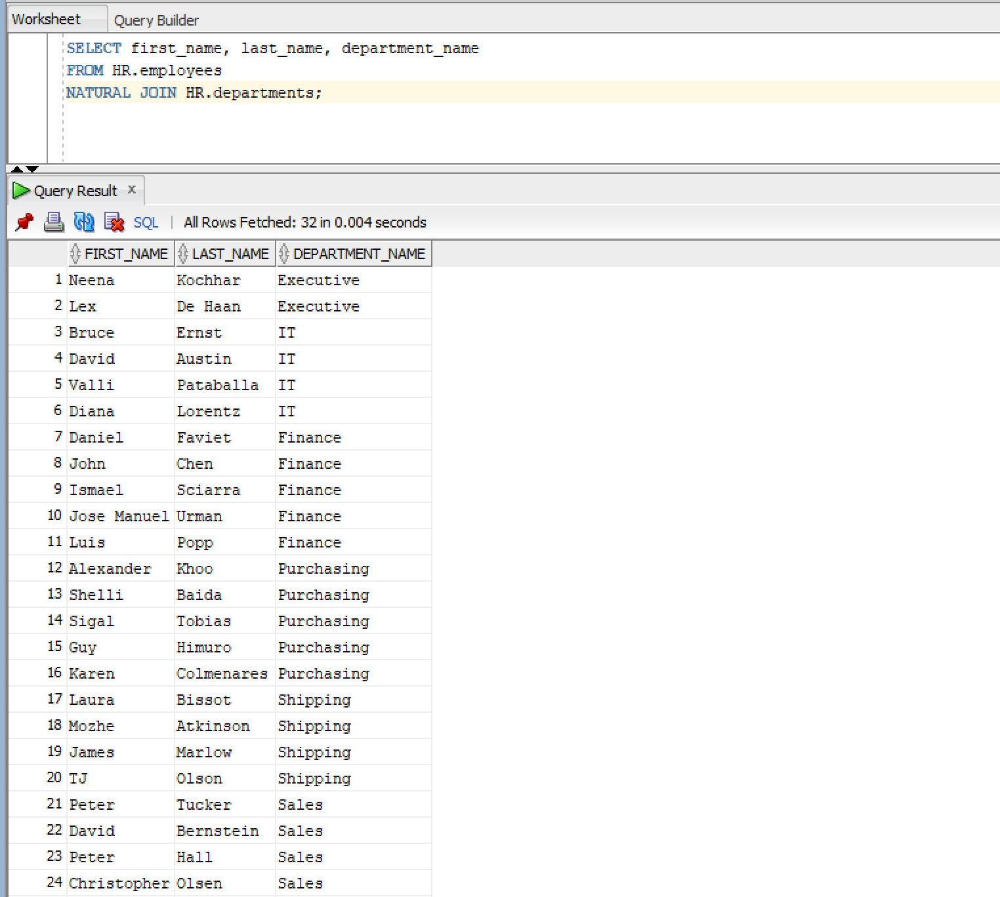 Worksheet Query Builder
SELECT first_name, last_name, department_name
FROM HR.employees
NATURAL JOIN HR.departments;
Query Result x
SQL | All Rows Fetched: 32 in 0.004 seconds
FIRST_NAME LAST_NAME DEPARTMENT_NAME
1 Neena Kochhar Executive
2 Lex De Haan Executive
3 Bruce Ernst IT
4 David Austin IT
5 Valli Pataballa IT
6 Diana Lorentz IT
7 Daniel Faviet Finance
8 John Chen Finance
9 Ismael Sciarra Finance
10 Jose Manuel Urman Finance
11 Luis Popp Finance
12 Alexander Khoo Purchasing
13 Shelli Baida Purchasing
14 Sigal Tobias Purchasing
15 Guy Himuro Purchasing
16 Karen Colmenares Purchasing
17 Laura Bissot Shipping
18 Mozhe Atkinson Shipping
19 James Marlow Shipping
20 TJ Olson Shipping
21 Peter Tucker Sales
22 David Bernstein Sales
23 Peter Hall Sales
24 Christopher Olsen Sales